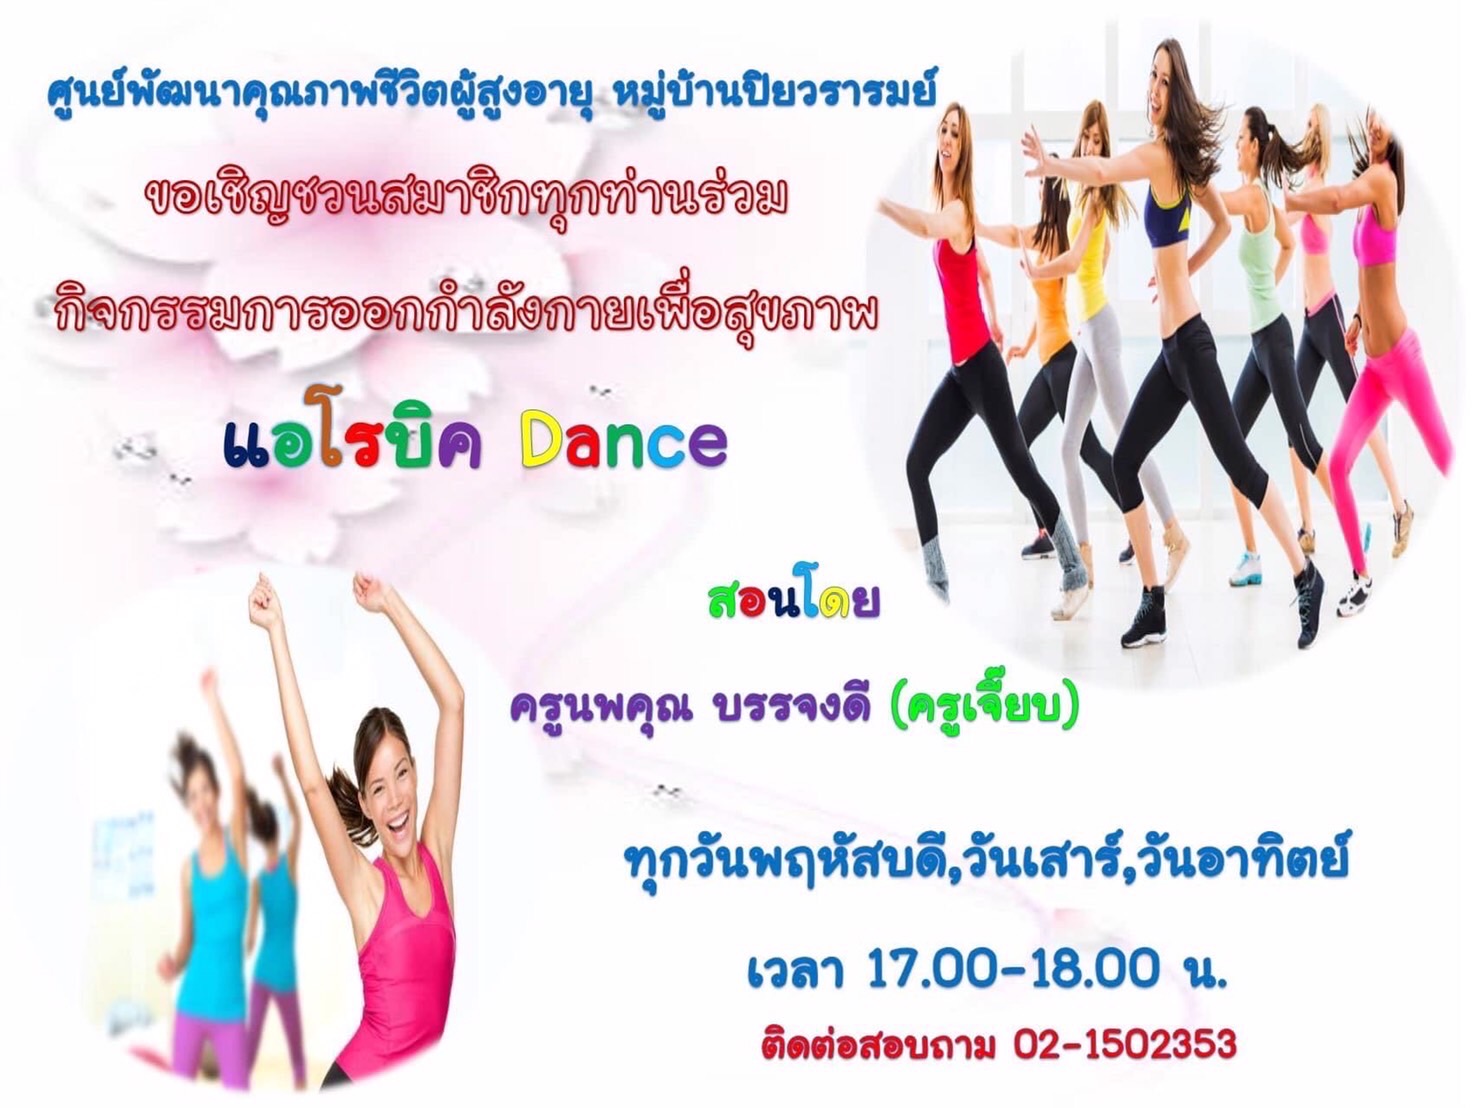 ศูนย์พัฒนาคุณภาพชีวิตผู้สูงอายุ หมู่บ้านปิยวรารมย์
ขอเชิญชวนสมาชิกทุกท่านร่วม
กิจกรรมการออกกำลังกายเพื่อสุขภาพ
แอโรบิค Dance
สอนโดย
ครูนพคุณ บรรจงดี (ครูเจี๊ยบ)
ทุกวันพฤหัสบดี,วันเสาร์,วันอาทิตย์
เวลา 17.00-18.00 น.
ติดต่อสอบถาม 02-1502353